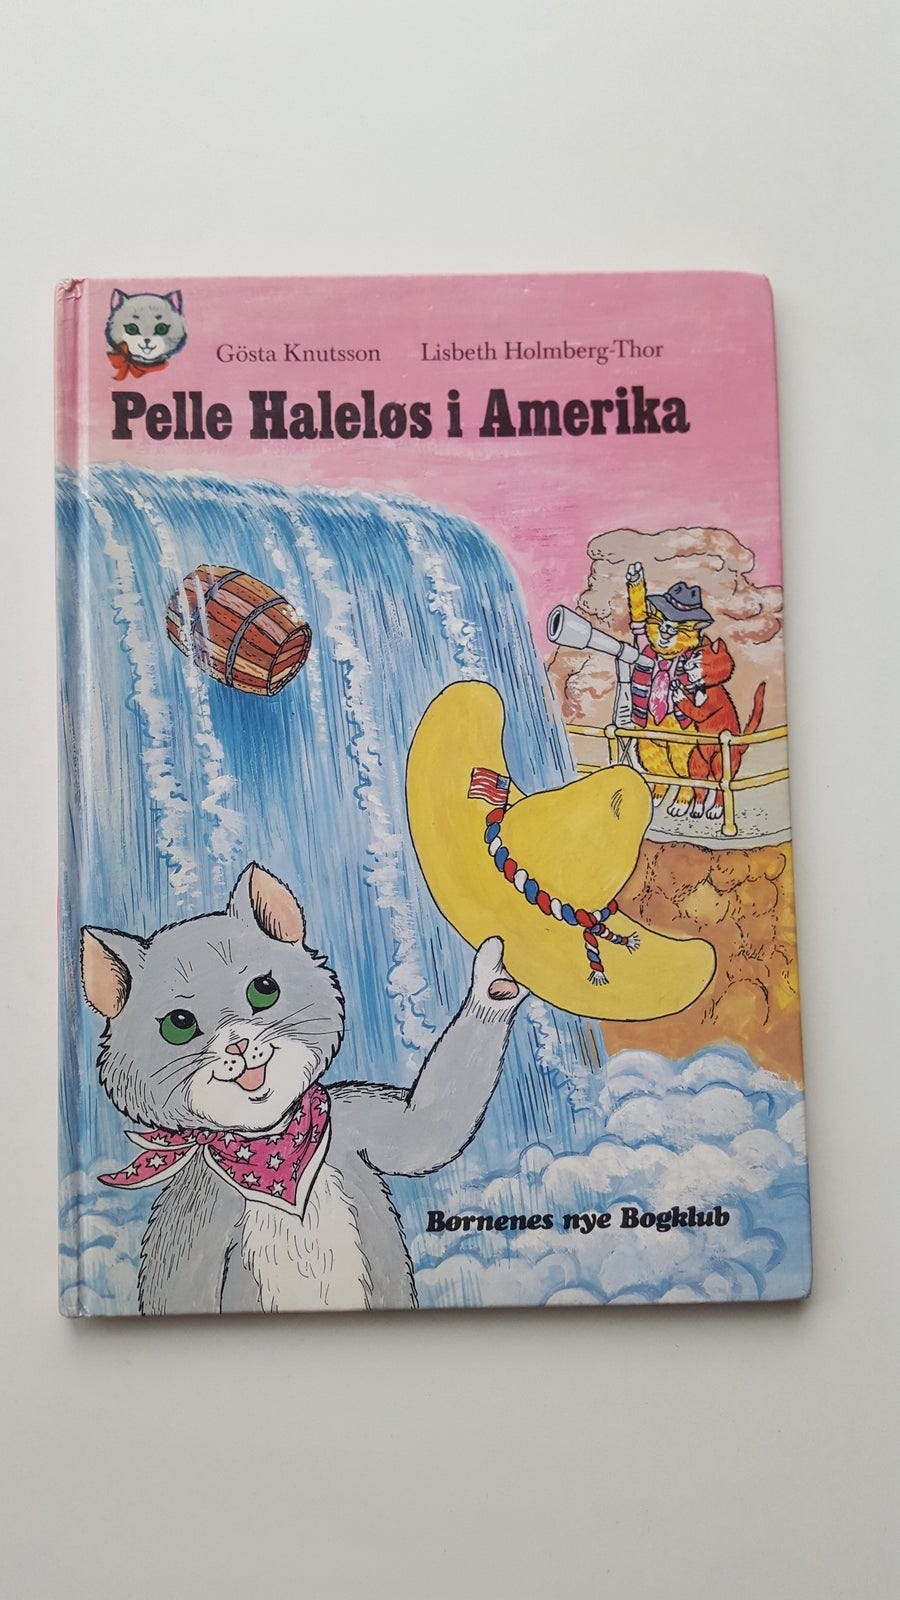 Gösta Knutsson Lisbeth Holmberg-Thor
Pelle Haleløs i Amerika
Børnenes nye Bogklub